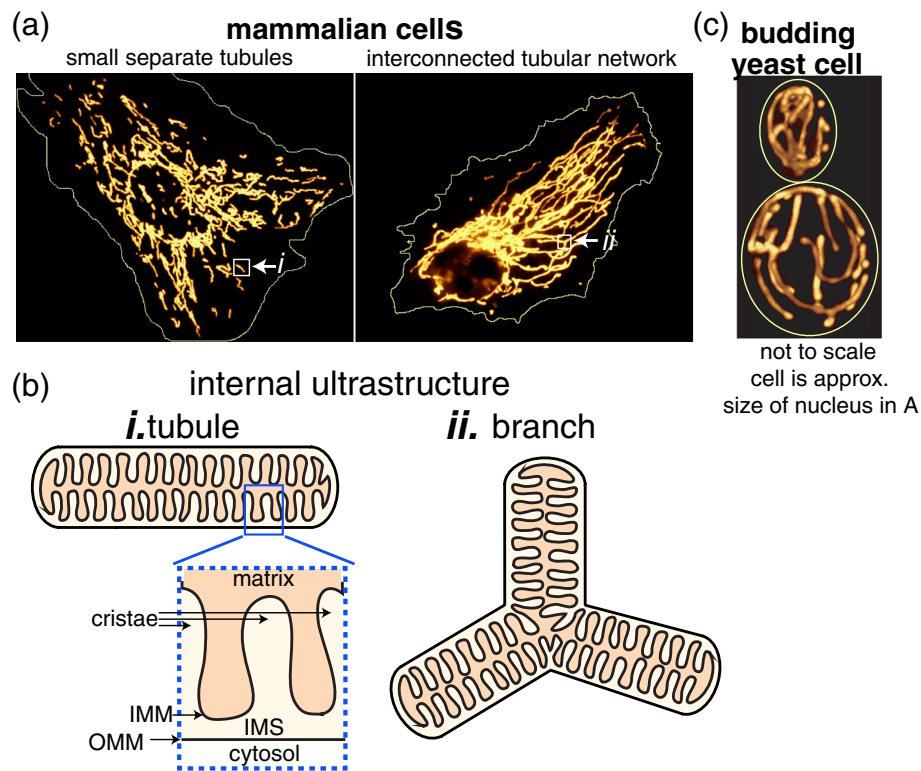 (a)
mammalian cells
small separate tubules
interconnected tubular network
i
ii
(c)
budding
yeast cell
not to scale
cell is approx.
size of nucleus in A
(b)
internal ultrastructure
i.tubule
ii. branch
matrix
cristae
IMM
IMS
OMM
cytosol